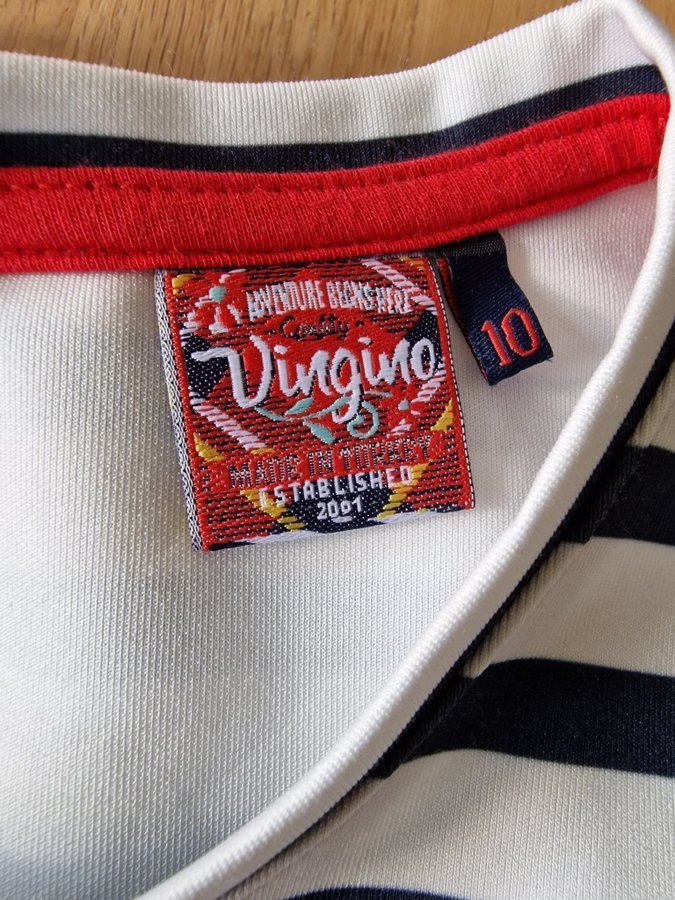 ADVENTURE BEGINS HERE
Quality
Vingino
MADE IN TURKEY
ESTABLISHED
2001
10